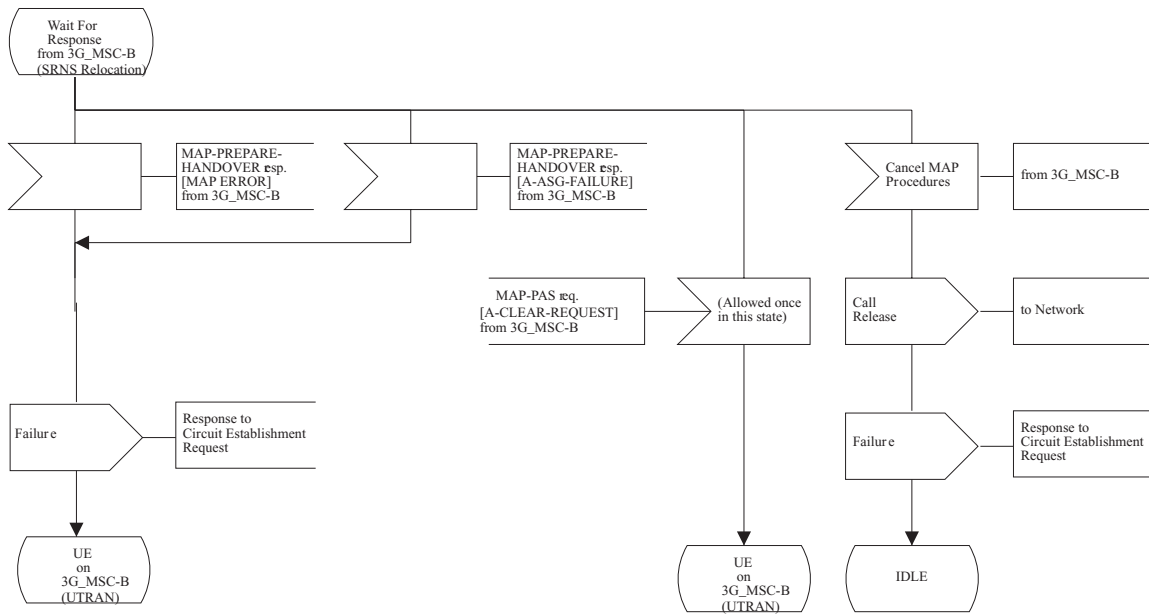 Wait For
Response
from 3G_MSC-B
(SRNS Relocation)
MAP-PREPARE-
HANDOVER resp.
[MAP ERROR]
from 3G_MSC-B
MAP-PREPARE-
HANDOVER resp.
[A-ASG-FAILURE]
from 3G_MSC-B
Cancel MAP
Procedures
from 3G_MSC-B
MAP-PAS req.
[A-CLEAR-REQUEST]
from 3G_MSC-B
(Allowed once
in this state)
Call
Release
to Network
Failure
Response to
Circuit Establishment
Request
Failure
Response to
Circuit Establishment
Request
UE
on
3G_MSC-B
(UTRAN)
UE
on
3G_MSC-B
(UTRAN)
IDLE